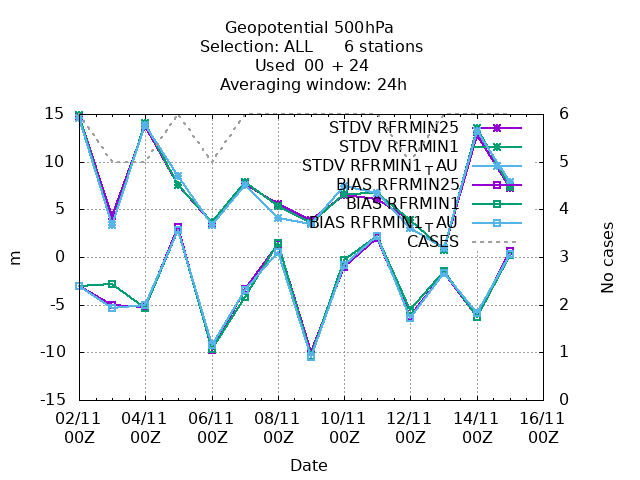 Geopotential 500hPa
Selection: ALL 6 stations
Used 00 + 24
Averaging window: 24h
15
10
5
0
-5
-10
-15
m
6
5
4
3
2
1
0
No cases
STDV RFRMIN25
STDV RFRMIN1
STDV RFRMIN1_TAU
BIAS RFRMIN25
BIAS RFRMIN1
BIAS RFRMIN1_TAU
CASES
02/11 04/11 06/11 08/11 10/11 12/11 14/11 16/11
00Z 00Z 00Z 00Z 00Z 00Z 00Z 00Z
Date